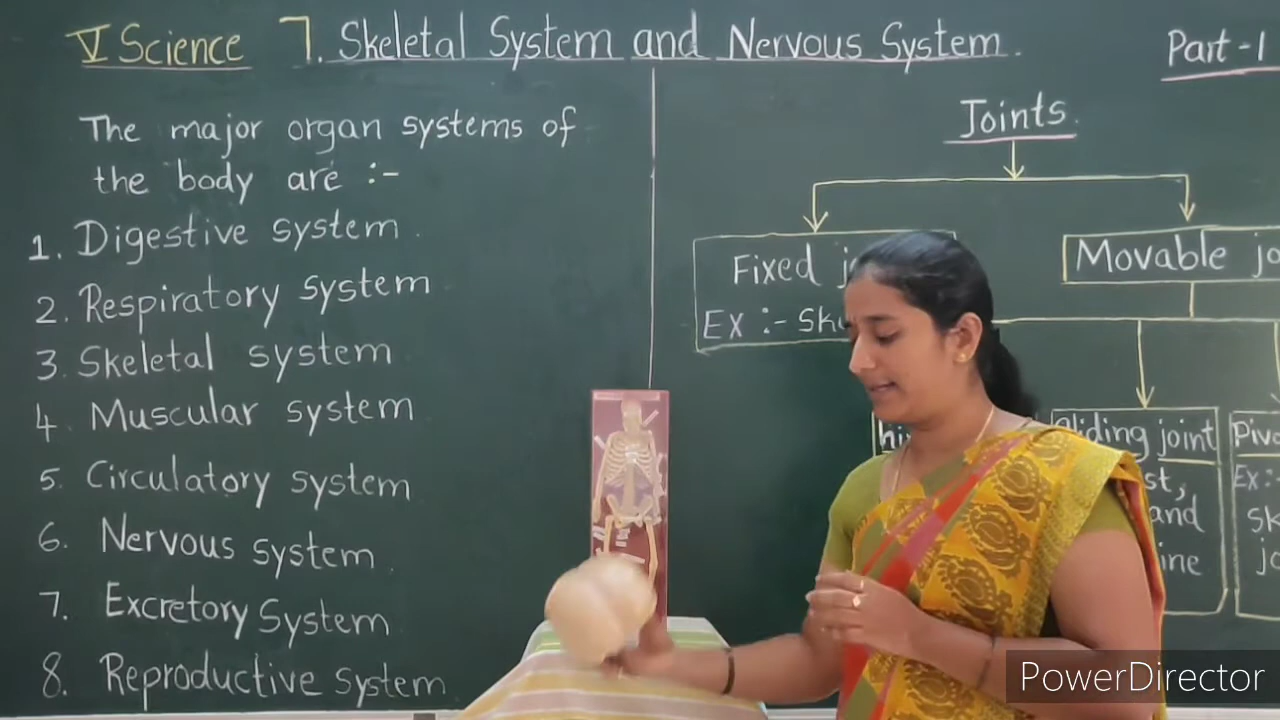 V Science 7. Skeletal System and Nervous System.
Part-1
The major organ systems of
the body are :-
1. Digestive system.
2. Respiratory system
3. Skeletal system
4. Muscular system
5. Circulatory system
6. Nervous system.
7. Excretory System
8. Reproductive system.
Joints.
Fixed
Ex :-
Movable
Gliding joint
and
Ex:-
PowerDirector